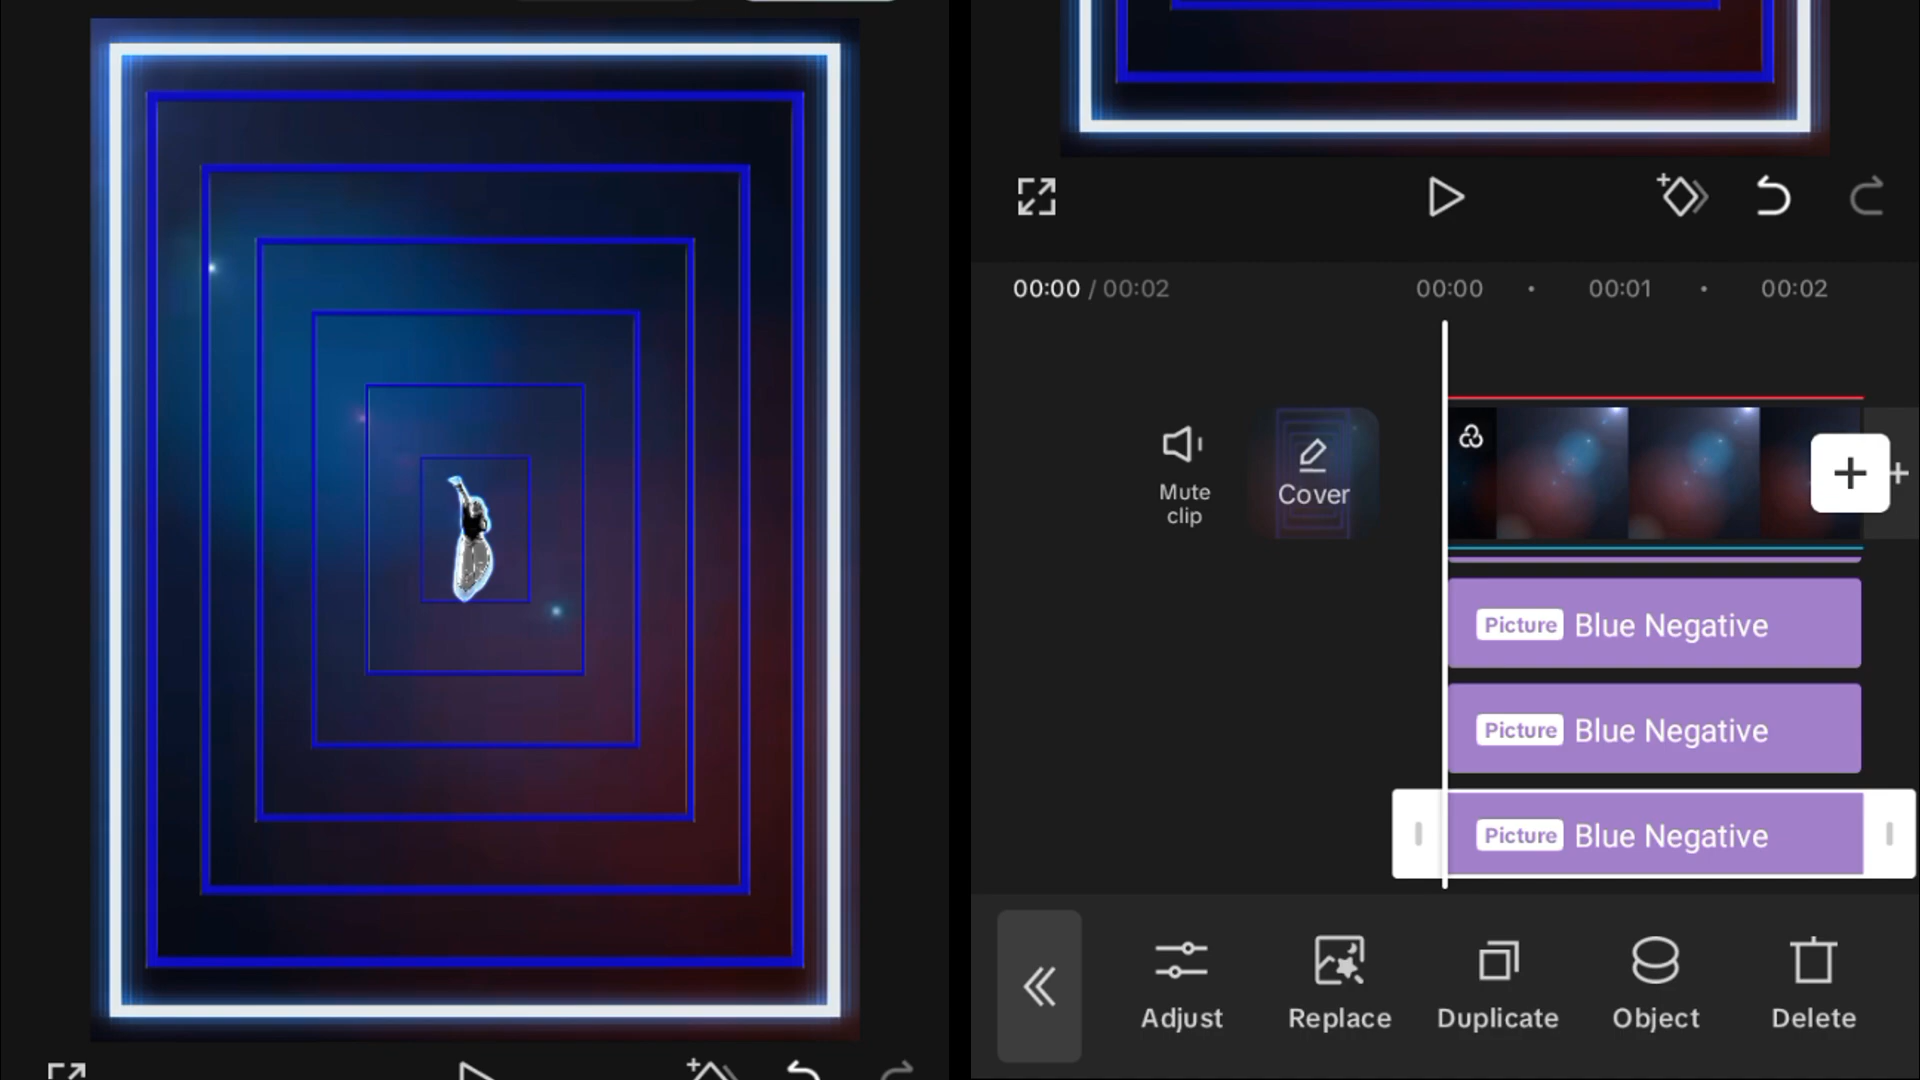 00:00 / 00:02
00:00
00:01
00:02
Mute
clip
Cover
Picture Blue Negative
Picture Blue Negative
Picture Blue Negative
Adjust
Replace
Duplicate
Object
Delete